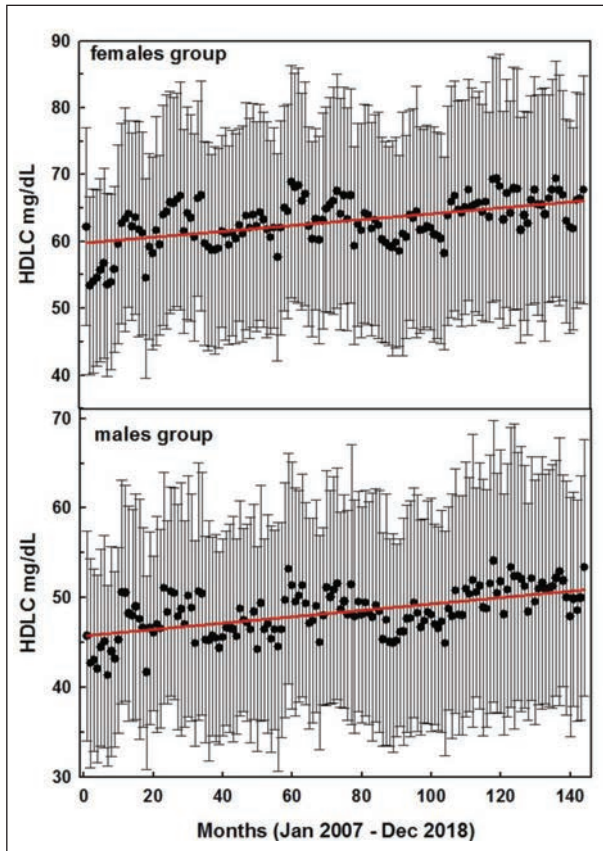 females group
HDLC mg/dL
90
80
70
60
50
40
males group
HDLC mg/dL
70
60
50
40
30
0 20 40 60 80 100 120 140
Months (Jan 2007 - Dec 2018)